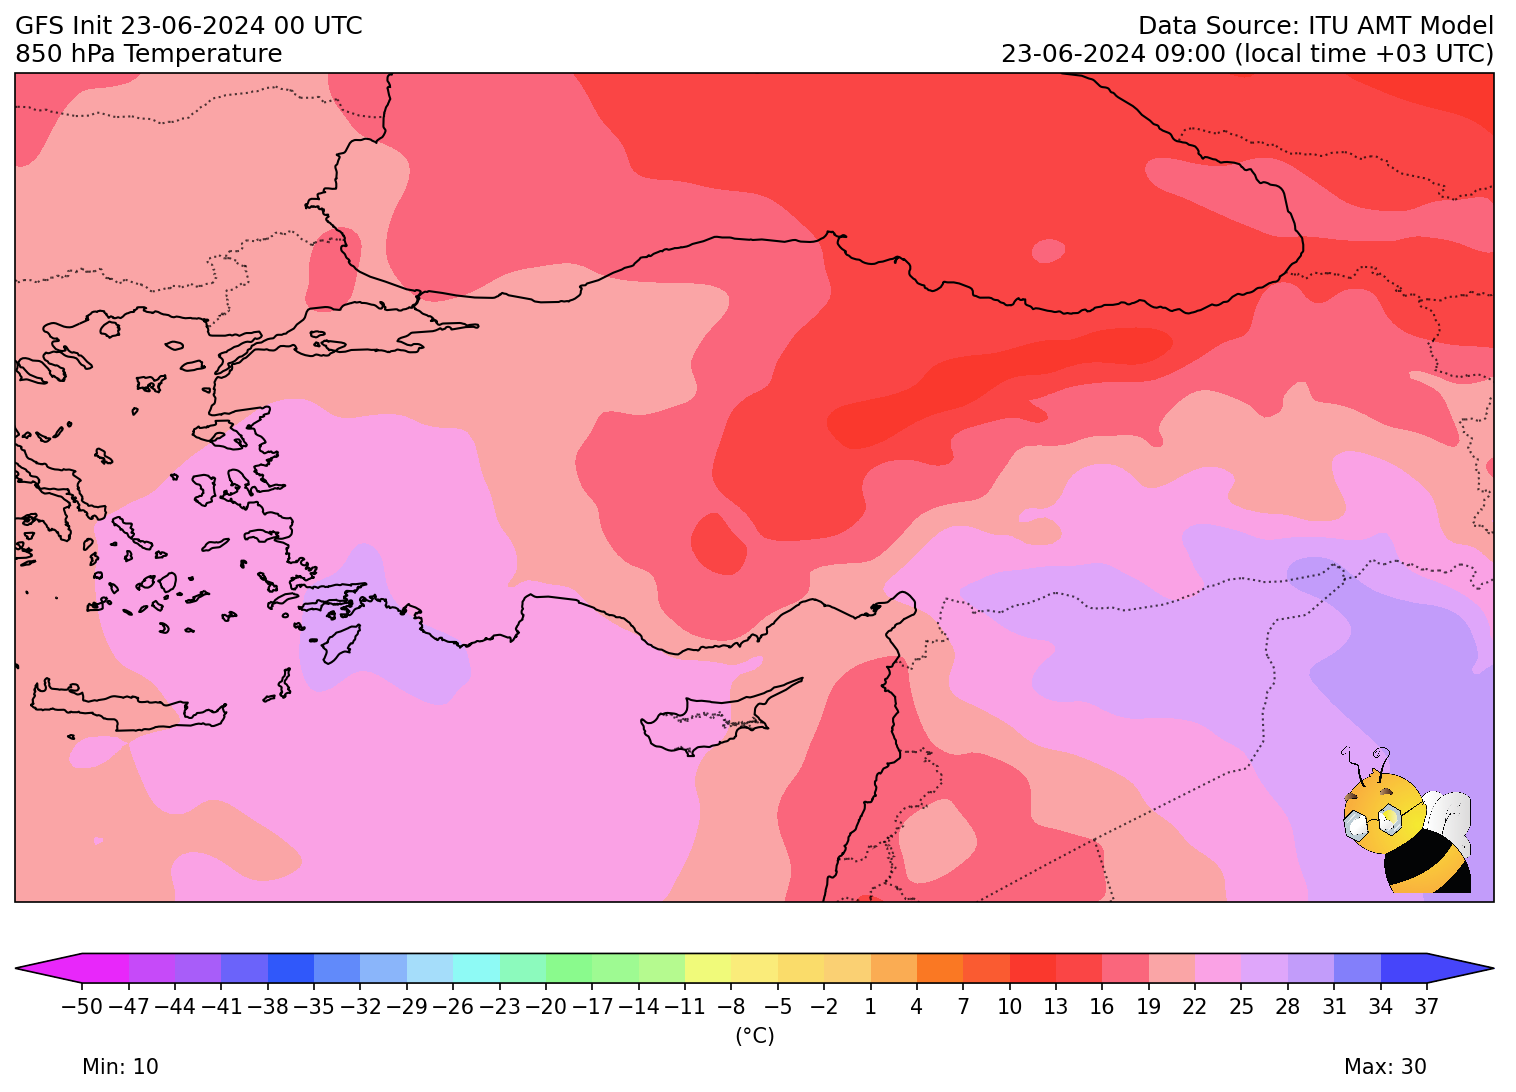 GFS Init 23-06-2024 00 UTC
Data Source: ITU AMT Model
850 hPa Temperature
23-06-2024 09:00 (local time +03 UTC)
−50 −47 −44 −41 −38 −35 −32 −29 −26 −23 −20 −17 −14 −11 −8 −5 −2 1 4 7 10 13 16 19 22 25 28 31 34 37
(°C)
Min: 10
Max: 30